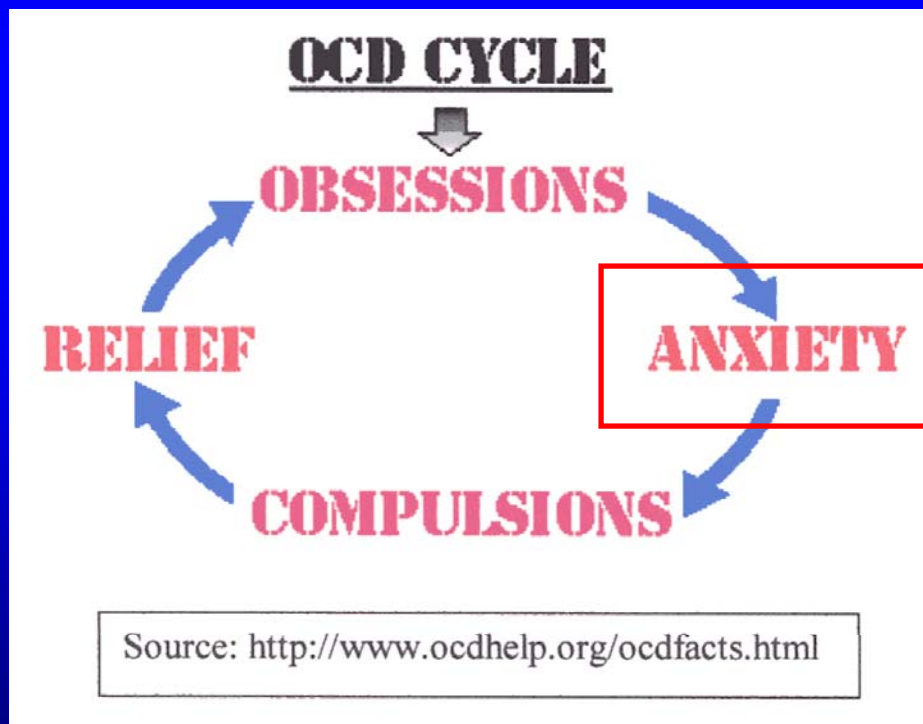 OCD CYCLE
OBSESSIONS
RELIEF
ANXIETY
COMPULSIONS
Source: http://www.ocdhelp.org/ocdfacts.html